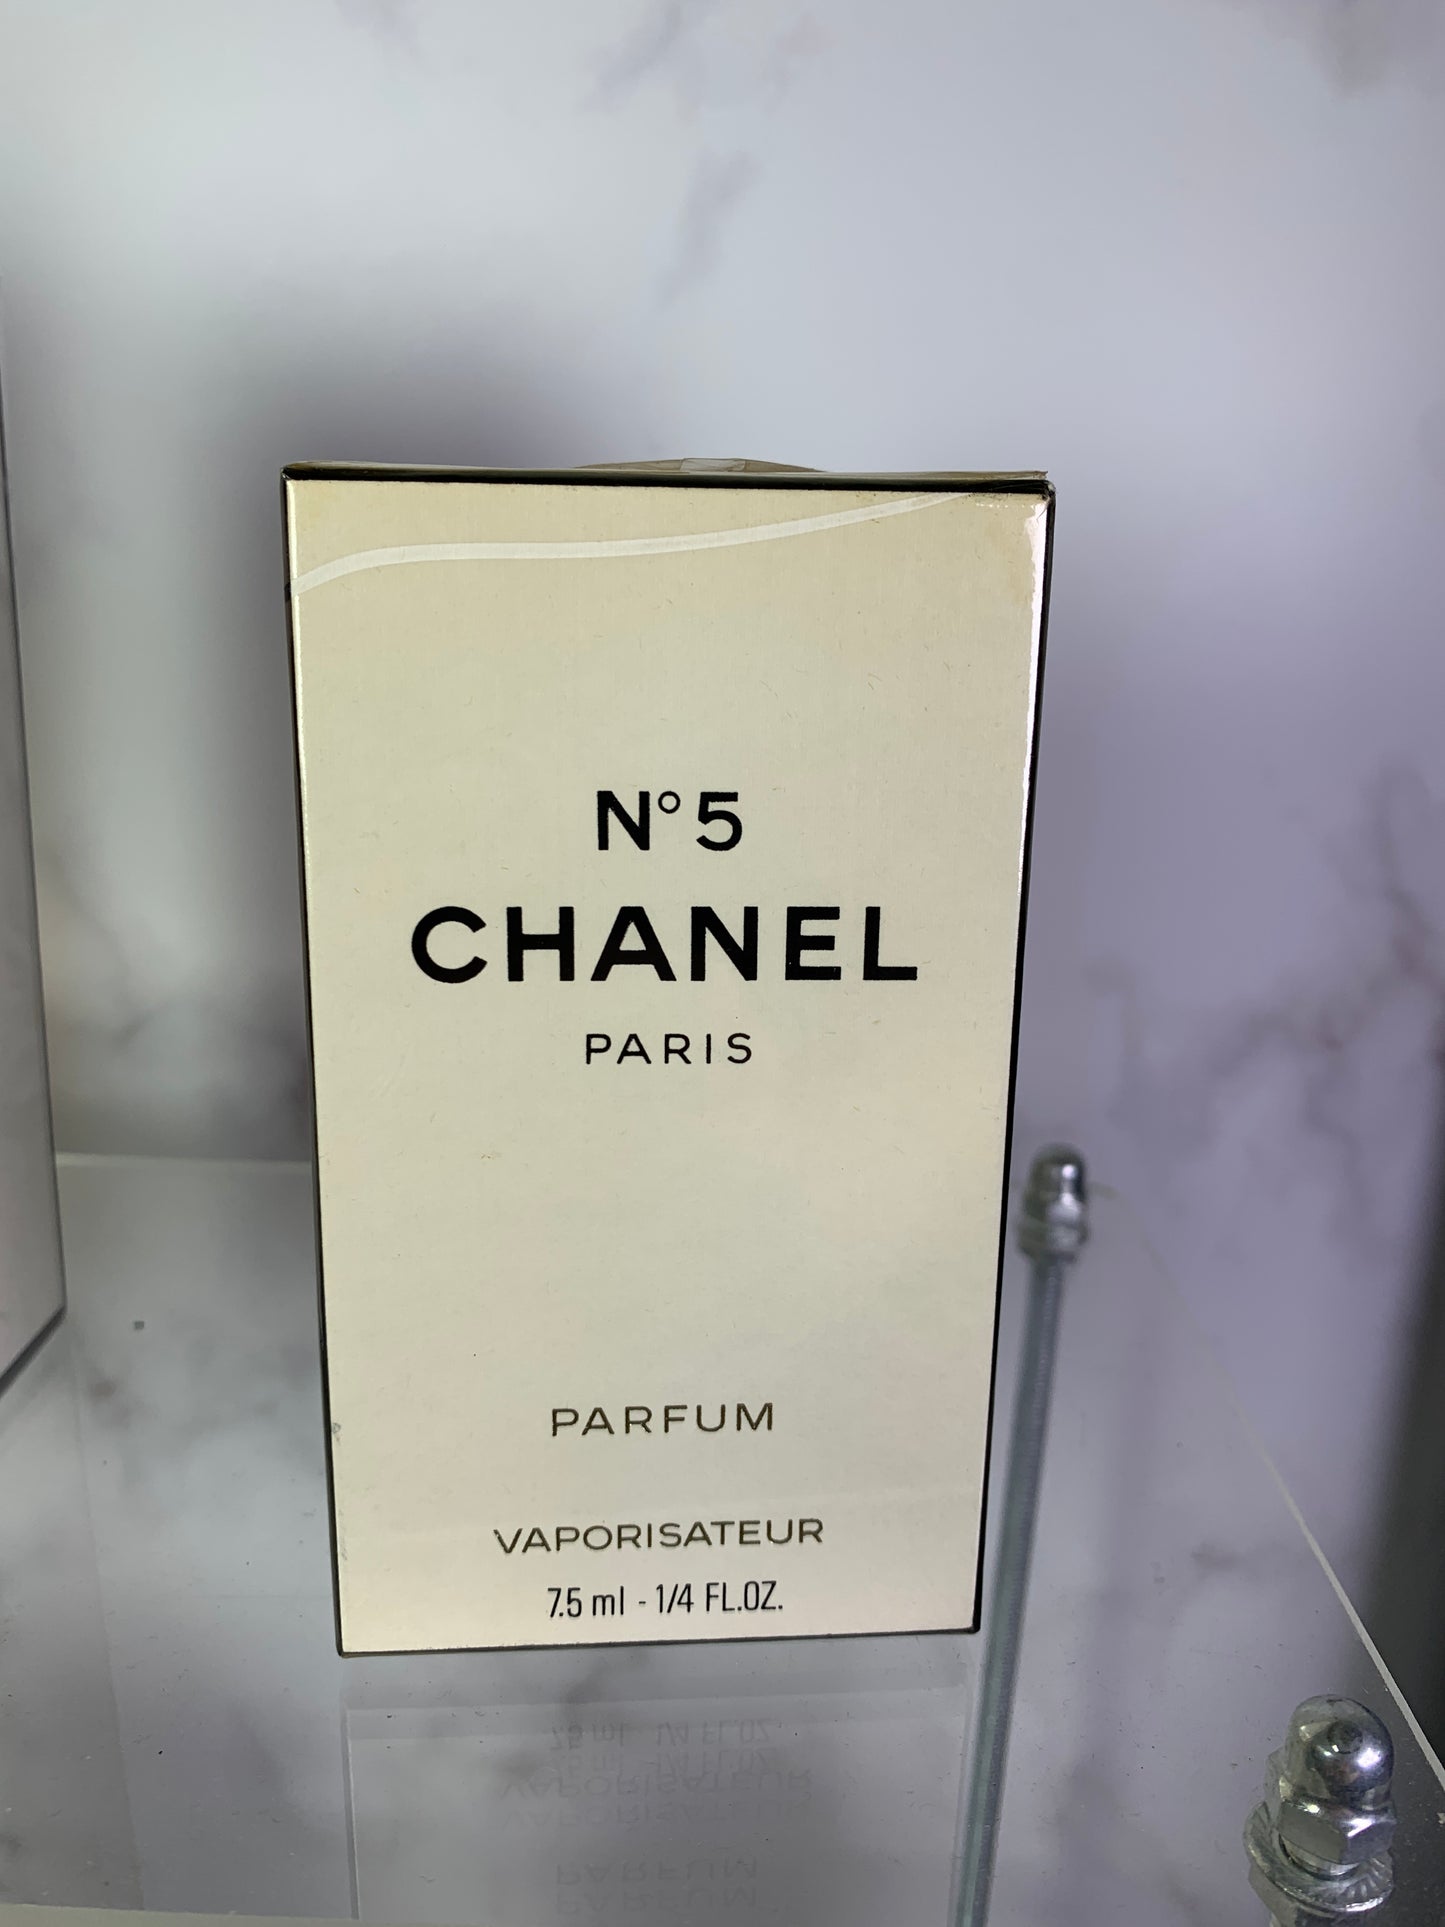 N°5
CHANEL
PARIS
PARFUM
VAPORISATEUR
7.5 ml - 1/4 FL.OZ.